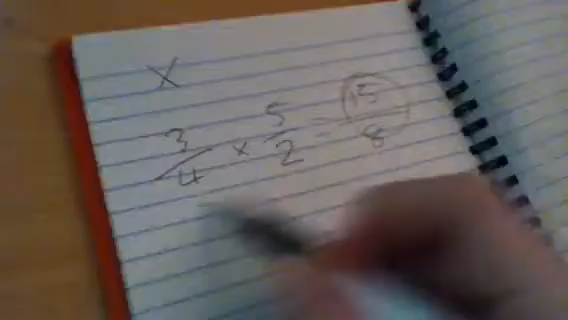 X
3/4 x 5/2 = 15/8